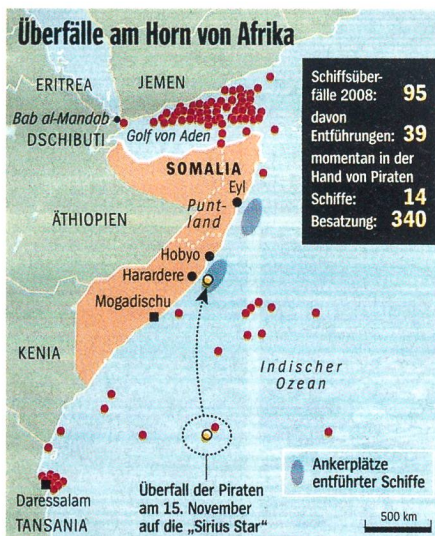 Überfälle am Horn von Afrika
ERITREA
JEMEN
Bab al-Mandab
DSCHIBUTI
Golf von Aden
SOMALIA
Eyl
Punt-
land
ÄTHIOPIEN
Hobyo
Harardere
Mogadischu
KENIA
Indischer
Ozean
Daressalam
TANSANIA
Schiffsüber-
fälle 2008: 95
davon
Entführungen: 39
momentan in der
Hand von Piraten
Schiffe: 14
Besatzung: 340
Überfall der Piraten
am 15. November
auf die „Sirius Star“
Ankerplätze
entführter Schiffe
500 km